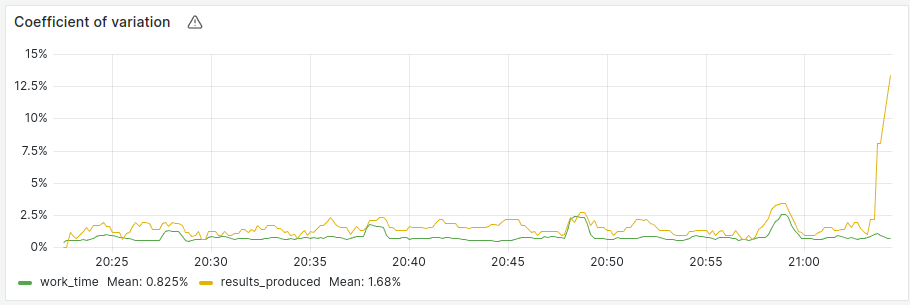 Coefficient of variation
15%
12.5%
10%
7.5%
5%
2.5%
0%
20:25 20:30 20:35 20:40 20:45 20:50 20:55 21:00
work_time Mean: 0.825% results_produced Mean: 1.68%